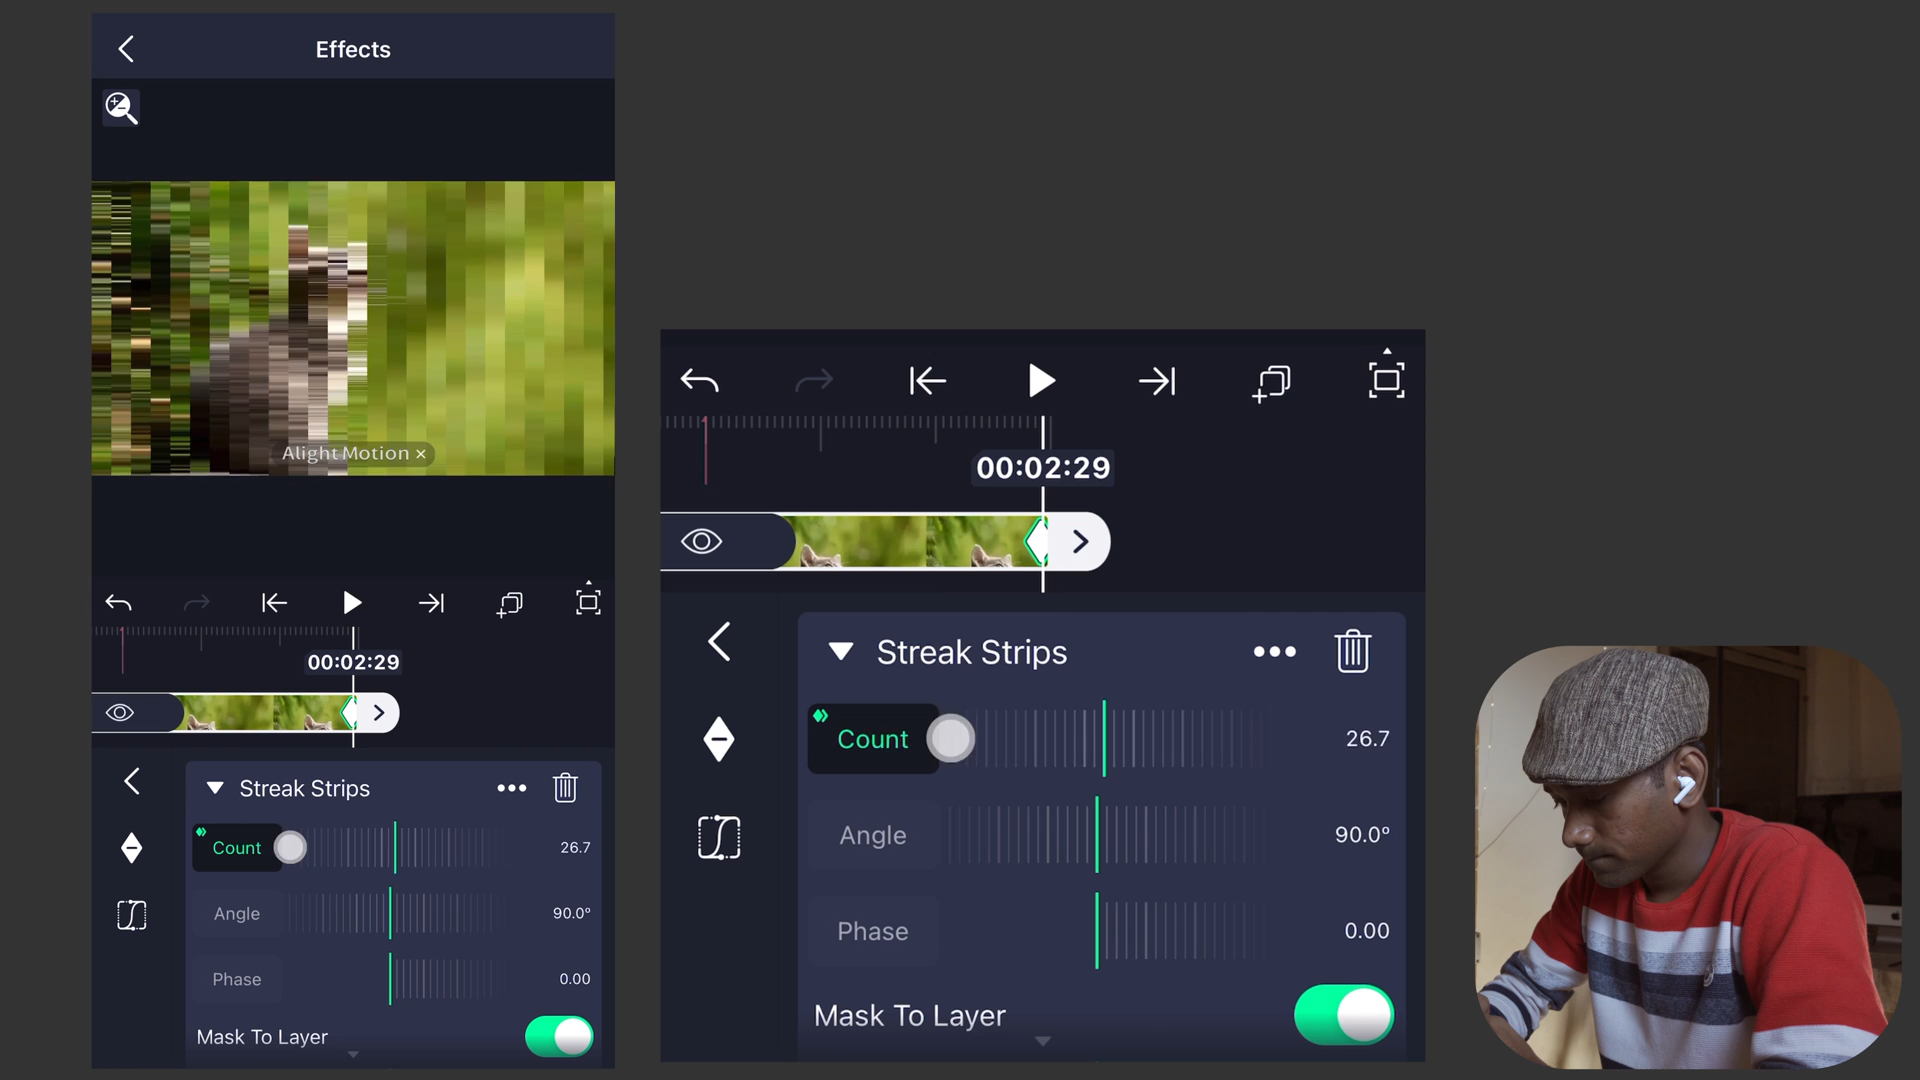 Effects
Alight Motion ×
00:02:29
Streak Strips
Count
26.7
Angle
90.0°
Phase
0.00
Mask To Layer
00:02:29
Streak Strips
Count
26.7
Angle
90.0°
Phase
0.00
Mask To Layer